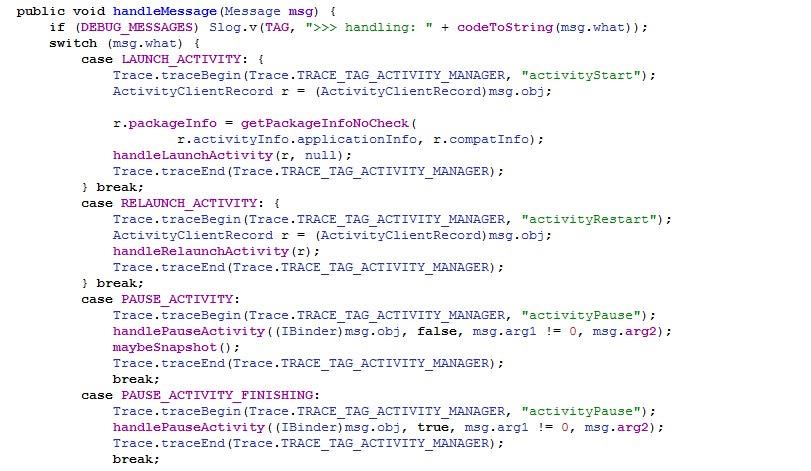 public void handleMessage(Message msg) {
    if (DEBUG_MESSAGES) Slog.v(TAG, ">>> handling: " + codeToString(msg.what));
    switch (msg.what) {
        case LAUNCH_ACTIVITY: {
            Trace.traceBegin(Trace.TRACE_TAG_ACTIVITY_MANAGER, "activityStart");
            ActivityClientRecord r = (ActivityClientRecord)msg.obj;

            r.packageInfo = getPackageInfoNoCheck(
                    r.activityInfo.applicationInfo, r.compatInfo);
            handleLaunchActivity(r, null);
            Trace.traceEnd(Trace.TRACE_TAG_ACTIVITY_MANAGER);
        } break;
        case RELAUNCH_ACTIVITY: {
            Trace.traceBegin(Trace.TRACE_TAG_ACTIVITY_MANAGER, "activityRestart");
            ActivityClientRecord r = (ActivityClientRecord)msg.obj;
            handleRelaunchActivity(r);
            Trace.traceEnd(Trace.TRACE_TAG_ACTIVITY_MANAGER);
        } break;
        case PAUSE_ACTIVITY:
            Trace.traceBegin(Trace.TRACE_TAG_ACTIVITY_MANAGER, "activityPause");
            handlePauseActivity((IBinder)msg.obj, false, msg.arg1 != 0, msg.arg2);
            maybeSnapshot();
            Trace.traceEnd(Trace.TRACE_TAG_ACTIVITY_MANAGER);
            break;
        case PAUSE_ACTIVITY_FINISHING:
            Trace.traceBegin(Trace.TRACE_TAG_ACTIVITY_MANAGER, "activityPause");
            handlePauseActivity((IBinder)msg.obj, true, msg.arg1 != 0, msg.arg2);
            Trace.traceEnd(Trace.TRACE_TAG_ACTIVITY_MANAGER);
            break;